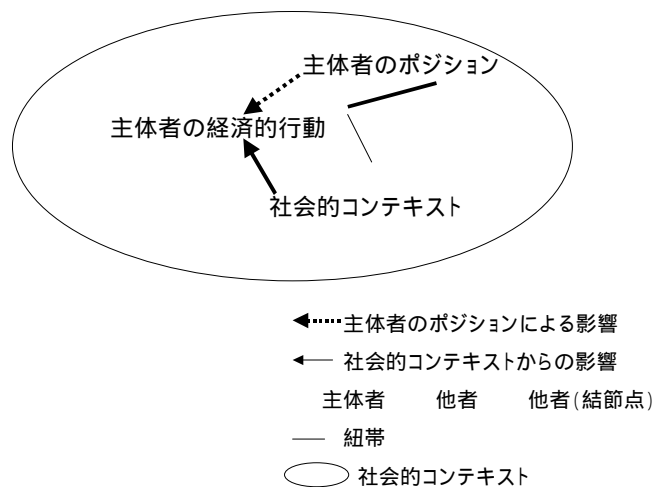 主体者のポジション
主体者の経済的行動
社会的コンテキスト
主体者のポジションによる影響
社会的コンテキストからの影響
主体者 他者 他者(結節点)
紐帯
社会的コンテキスト